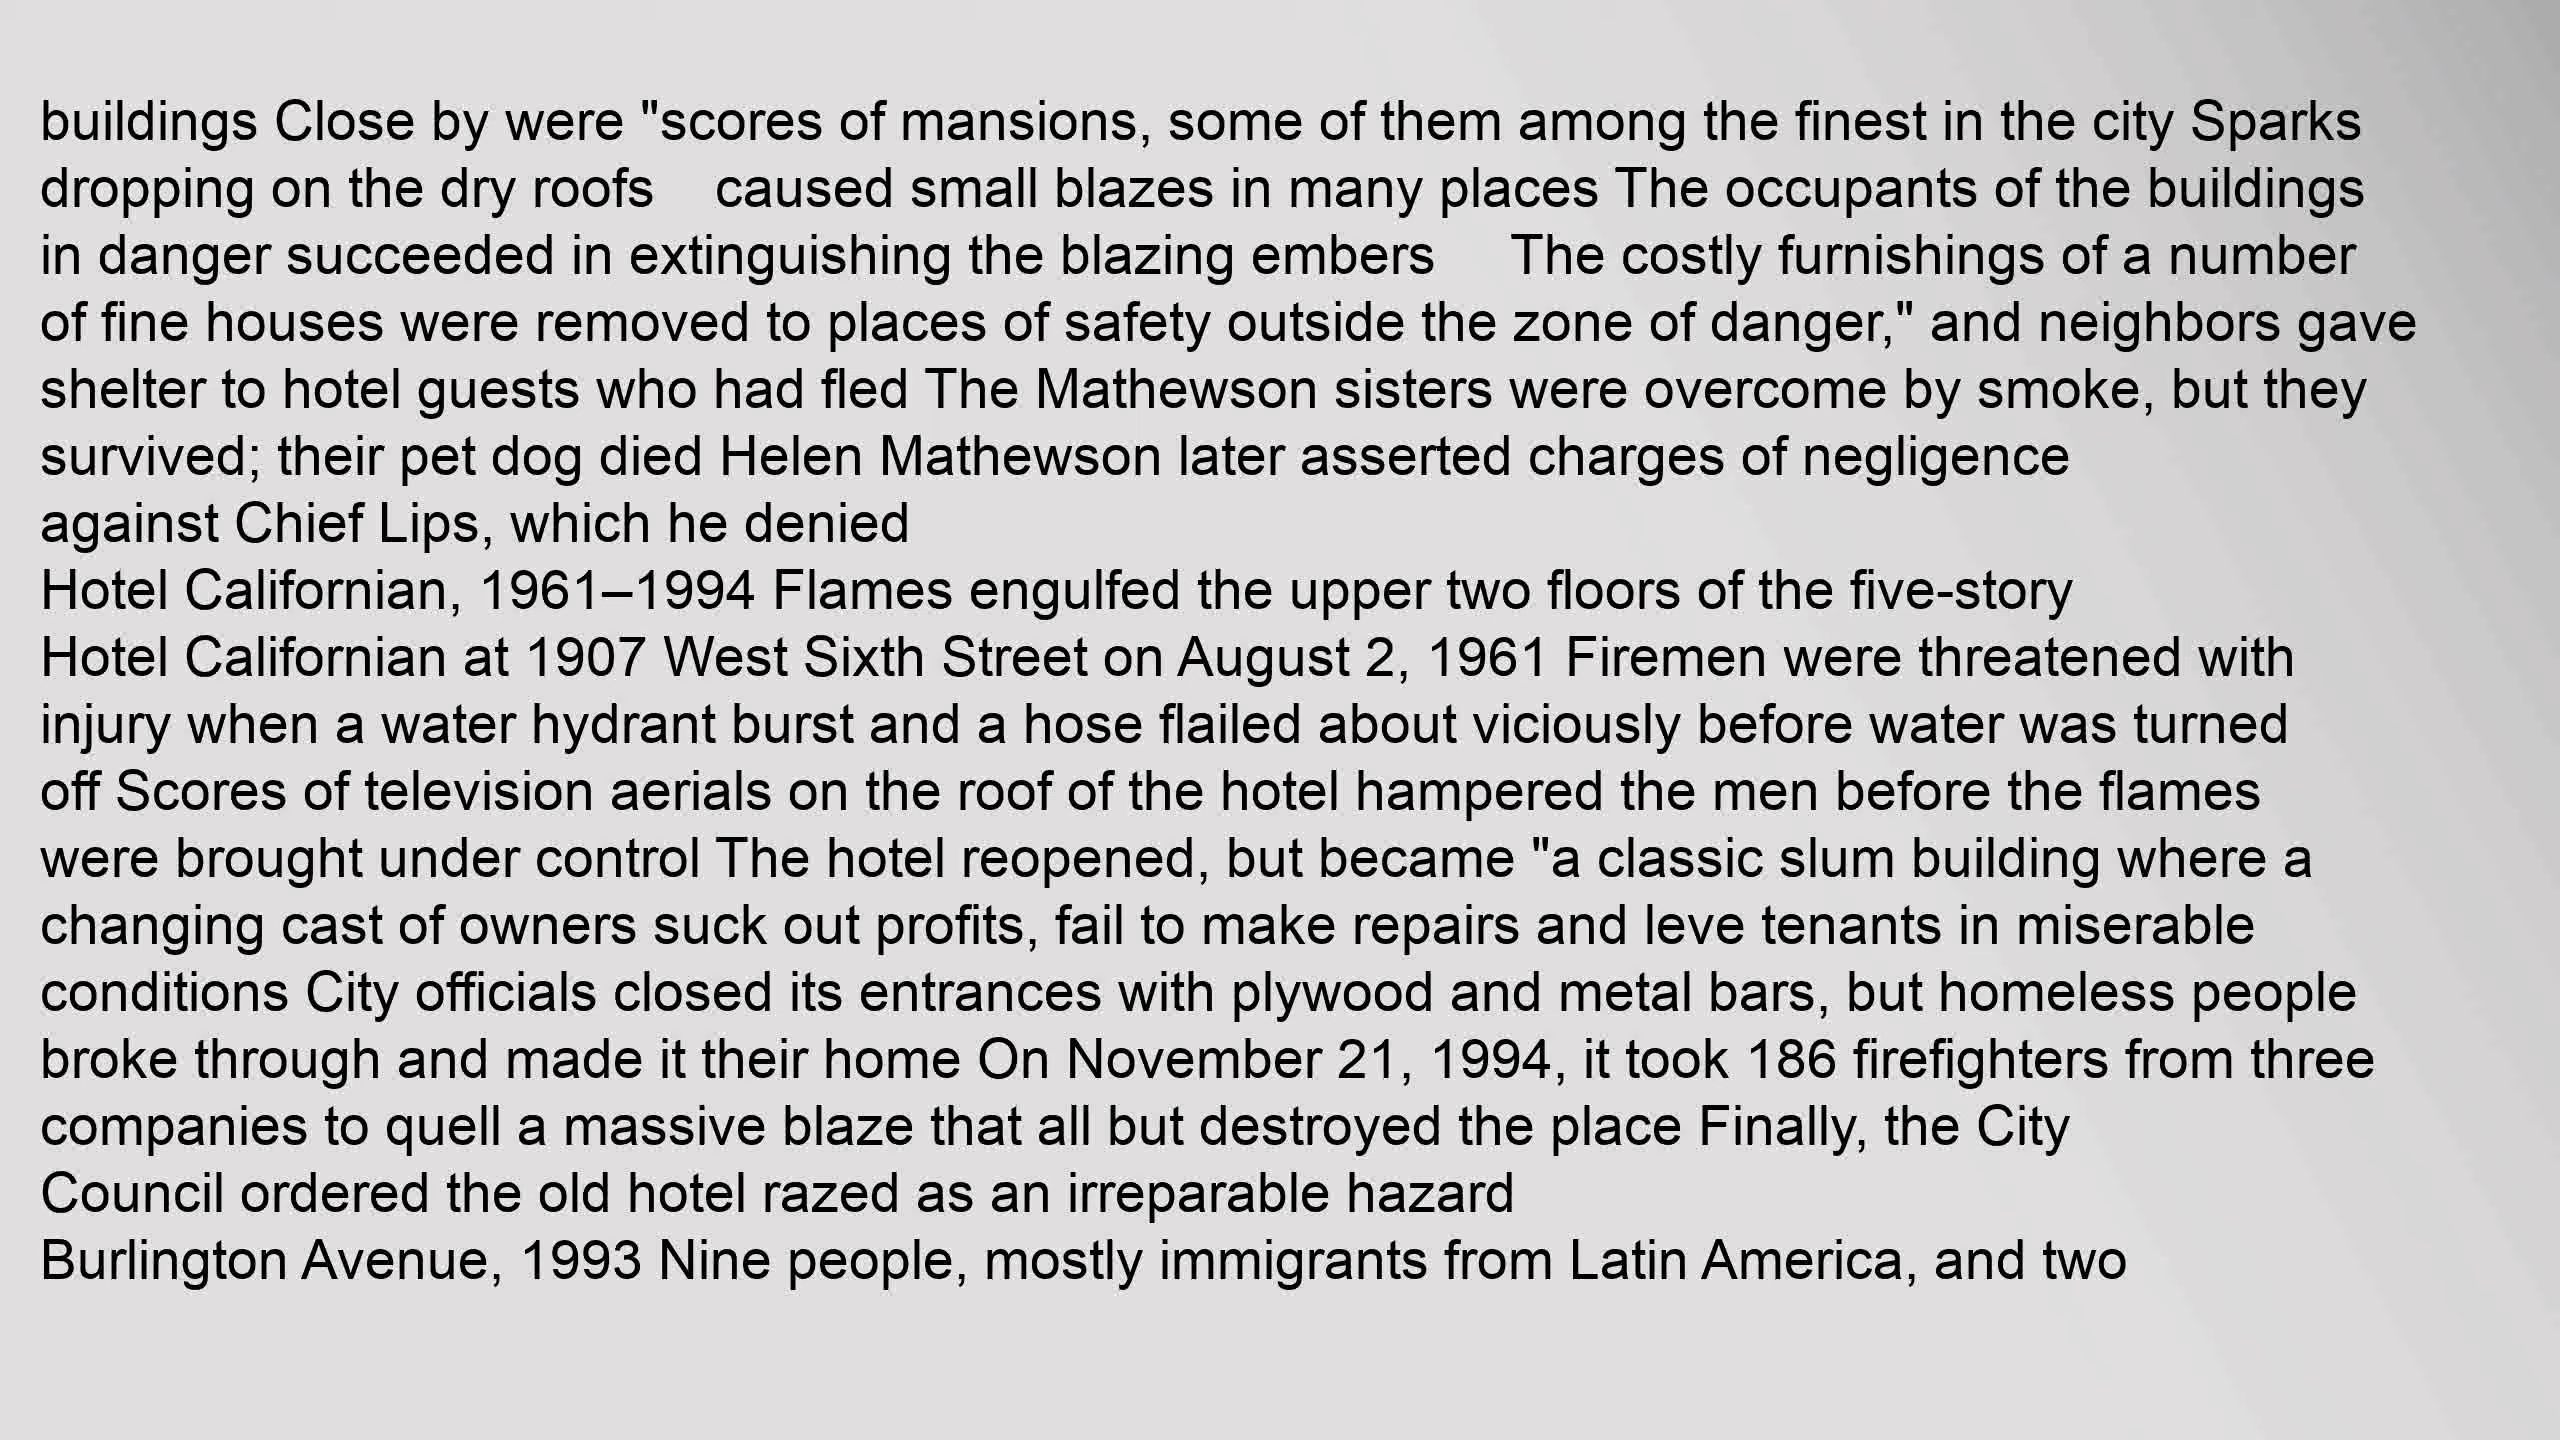 buildings Close by were "scores of mansions, some of them among the finest in the city Sparks
dropping on the dry roofs caused small blazes in many places The occupants of the buildings
in danger succeeded in extinguishing the blazing embers The costly furnishings of a number
of fine houses were removed to places of safety outside the zone of danger," and neighbors gave
shelter to hotel guests who had fled The Mathewson sisters were overcome by smoke, but they
survived; their pet dog died Helen Mathewson later asserted charges of negligence
against Chief Lips, which he denied
Hotel Californian, 1961–1994 Flames engulfed the upper two floors of the five-story
Hotel Californian at 1907 West Sixth Street on August 2, 1961 Firemen were threatened with
injury when a water hydrant burst and a hose flailed about viciously before water was turned
off Scores of television aerials on the roof of the hotel hampered the men before the flames
were brought under control The hotel reopened, but became "a classic slum building where a
changing cast of owners suck out profits, fail to make repairs and leve tenants in miserable
conditions City officials closed its entrances with plywood and metal bars, but homeless people
broke through and made it their home On November 21, 1994, it took 186 firefighters from three
companies to quell a massive blaze that all but destroyed the place Finally, the City
Council ordered the old hotel razed as an irreparable hazard
Burlington Avenue, 1993 Nine people, mostly immigrants from Latin America, and two